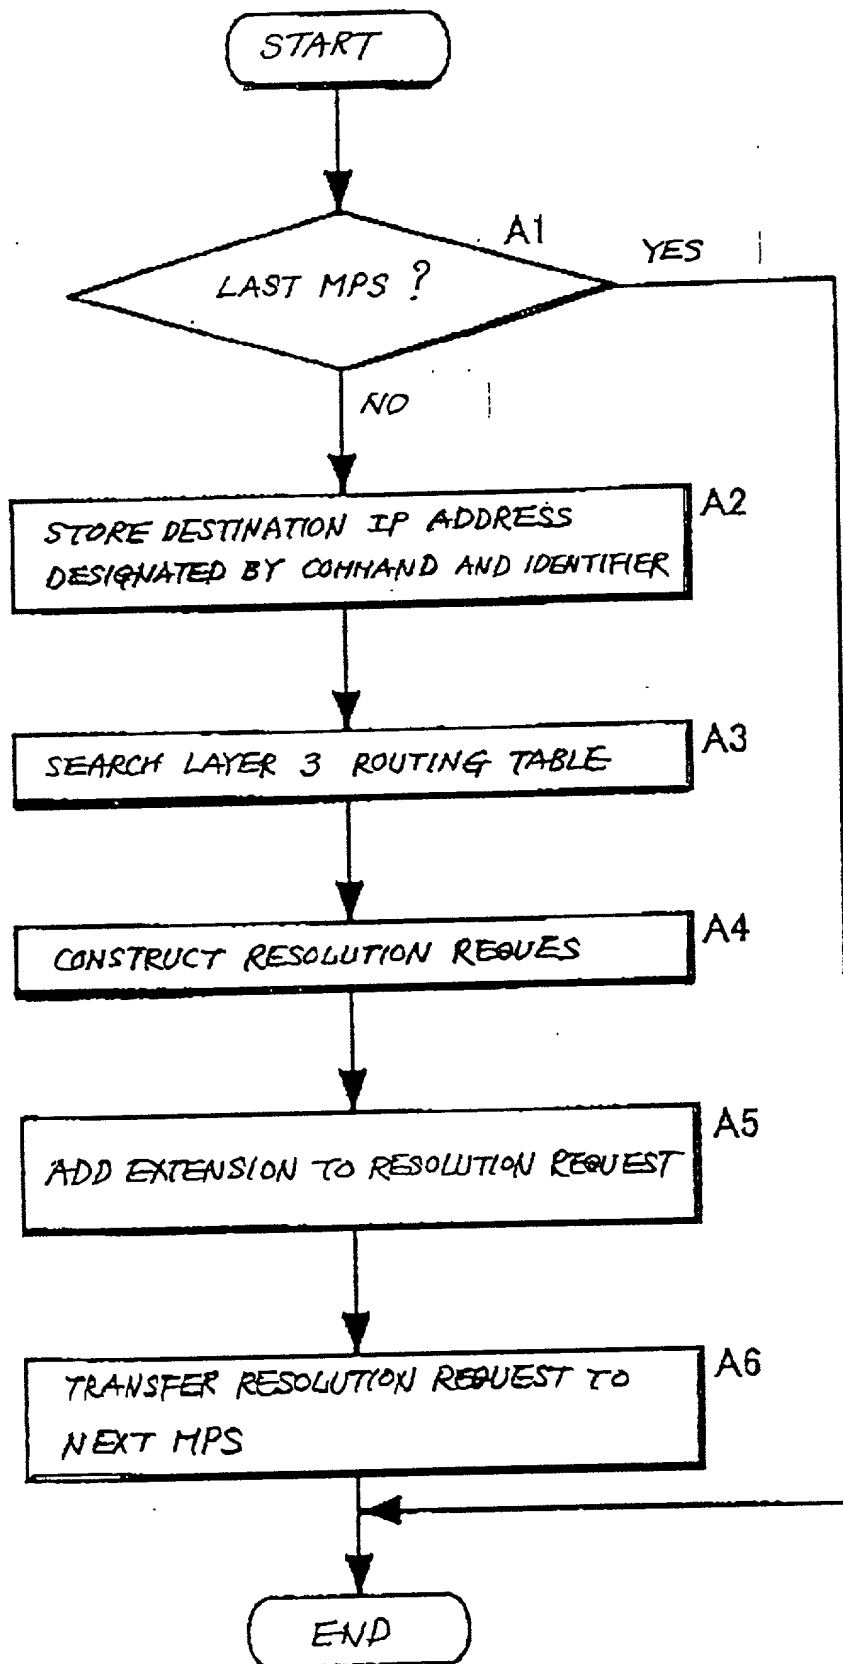 START
A1
YES
LAST MPS ?
NO
A2
STORE DESTINATION IP ADDRESS
DESIGNATED BY COMMAND AND IDENTIFIER
A3
SEARCH LAYER 3 ROUTING TABLE
A4
CONSTRUCT RESOLUTION REQUES
A5
ADD EXTENSION TO RESOLUTION REQUEST
A6
TRANSFER RESOLUTION REQUEST TO
NEXT MPS
END